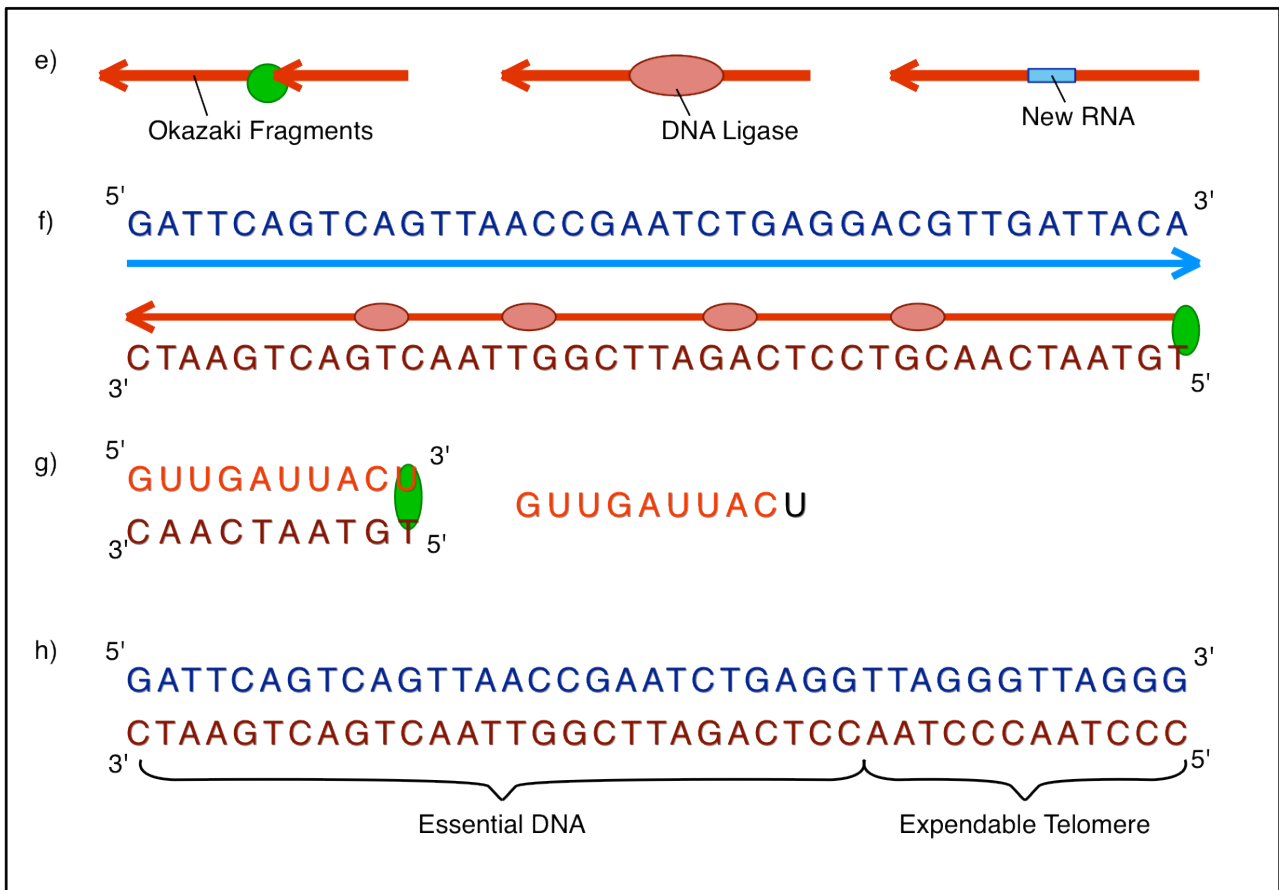 e)
Okazaki Fragments
DNA Ligase
New RNA
f)
5'
GATTCAGTCAGTTAACCGAATCTGAGGACGTTGATTACA
3'
CTAAGTCAGTCAATTGGCTTAGACTCCTGCAACTAATGT
3'
5'
g)
5'
GUUGAUUACU
3'
GUUGAUUACU
3'
CAACTAATGT
5'
h)
5'
GATTCAGTCAGTTAACCGAATCTGAGGTTAGGGTTAGGG
3'
CTAAGTCAGTCAATTGGCTTAGACTCCAATCCCAATCCC
3'
5'
Essential DNA
Expendable Telomere